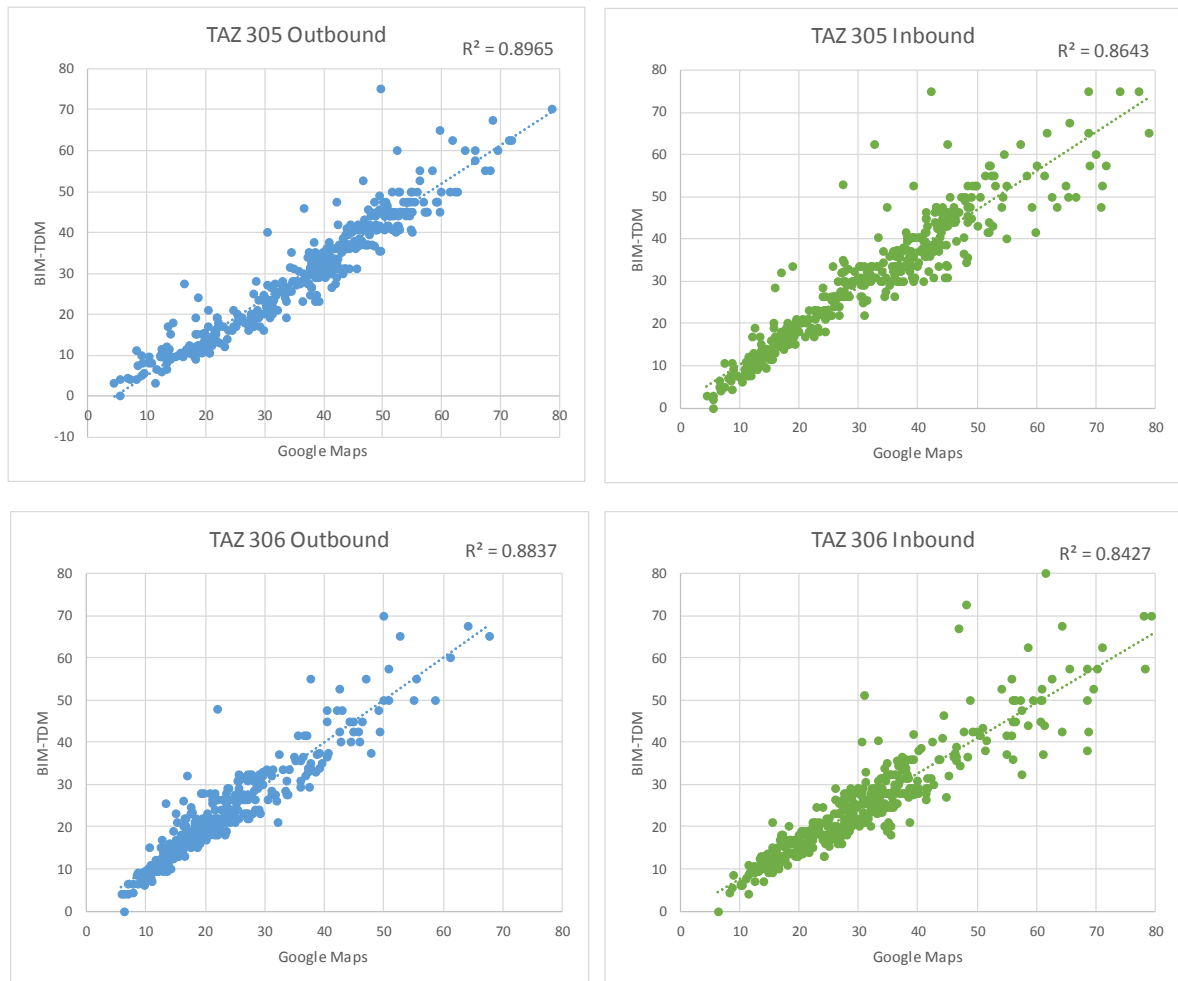 TAZ 305 Outbound
R² = 0.8965
80
70
60
50
40
30
20
10
0
-10
BIM-TDM
0 10 20 30 40 50 60 70 80
Google Maps
TAZ 305 Inbound
R² = 0.8643
80
70
60
50
40
30
20
10
0
BIM-TDM
0 10 20 30 40 50 60 70 80
Google Maps
TAZ 306 Outbound
R² = 0.8837
80
70
60
50
40
30
20
10
0
BIM-TDM
0 10 20 30 40 50 60 70 80
Google Maps
TAZ 306 Inbound
R² = 0.8427
80
70
60
50
40
30
20
10
0
BIM-TDM
0 10 20 30 40 50 60 70 80
Google Maps